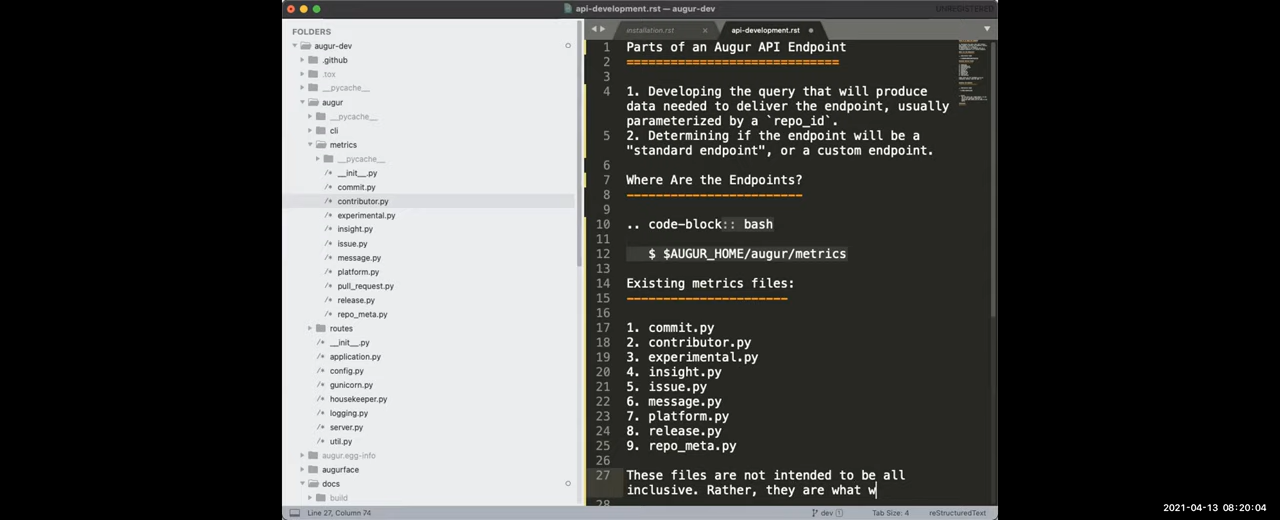 api-development.rst — augur-dev
UNREGISTERED
FOLDERS
augur-dev
.github
.tox
__pycache__
augur
__pycache__
cli
metrics
__pycache__
__init__.py
commit.py
contributor.py
experimental.py
insight.py
issue.py
message.py
platform.py
pull_request.py
release.py
repo_meta.py
routes
__init__.py
application.py
config.py
gunicorn.py
housekeeper.py
logging.py
server.py
util.py
augur.egg-info
augurface
docs
build
installation.rst
api-development.rst
1 Parts of an Augur API Endpoint
2 =============================
3
4 1. Developing the query that will produce
data needed to deliver the endpoint, usually
parameterized by a `repo_id`.
5 2. Determining if the endpoint will be a
"standard endpoint", or a custom endpoint.
6
7 Where Are the Endpoints?
8 ------------------------
9
10 .. code-block:: bash
11
12 $ $AUGUR_HOME/augur/metrics
13
14 Existing metrics files:
15 ----------------------
16
17 1. commit.py
18 2. contributor.py
19 3. experimental.py
20 4. insight.py
21 5. issue.py
22 6. message.py
23 7. platform.py
24 8. release.py
25 9. repo_meta.py
26
27 These files are not intended to be all
inclusive. Rather, they are what w
28
Line 27, Column 74
dev 1
Tab Size: 4
reStructuredText
2021-04-13 08:20:04